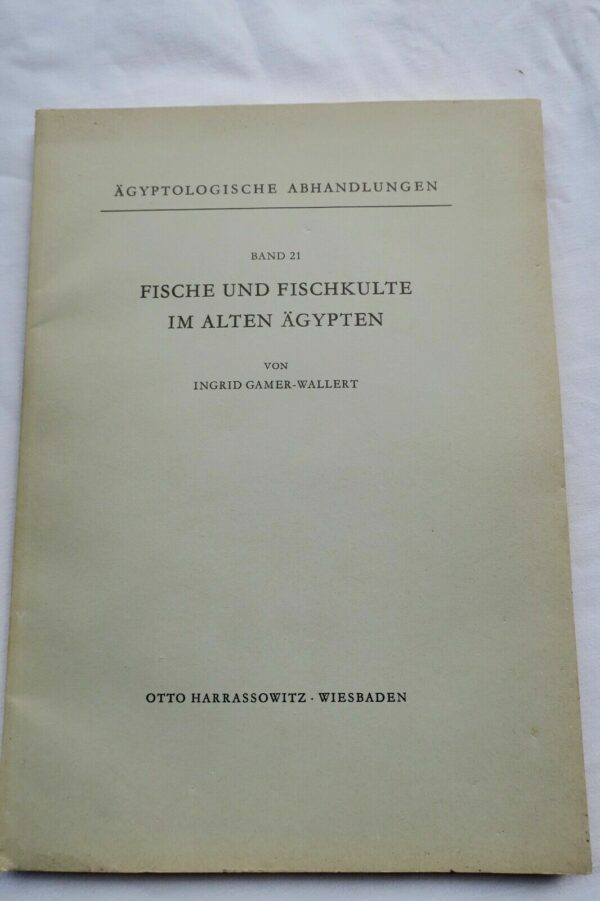 ÄGYPTOLOGISCHE ABHANDLUNGEN
BAND 21
FISCHE UND FISCHKULTE
IM ALTEN ÄGYPTEN
VON
INGRID GAMER-WALLERT
OTTO HARRASSOWITZ · WIESBADEN